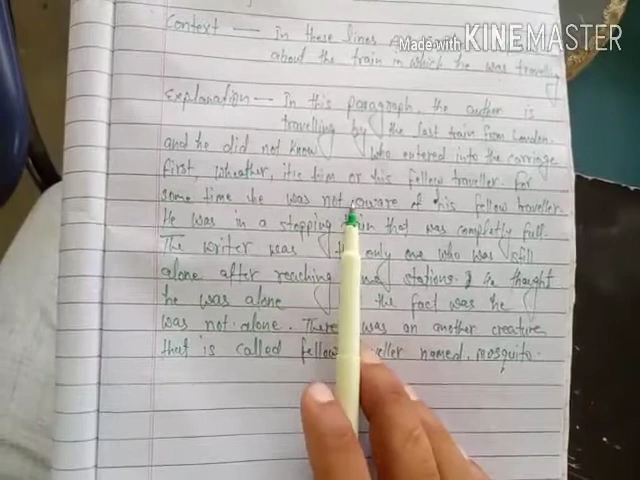 Made with KINEMASTER
Context — In these lines
about the train in which he was travelling
Explanation — In this paragraph, the author is
travelling by the last train from London
and he did not know who entered into the carriage
first, wheather, it is him or his fellow traveller. For
some time he was not aware of his fellow traveller.
He was in a stopping that was completly full.
The writer was the only one who was still
alone after reaching stations. he thought
he was alone the fact was he
was not alone. There was an another creature
that is called fellow named, mosquito.